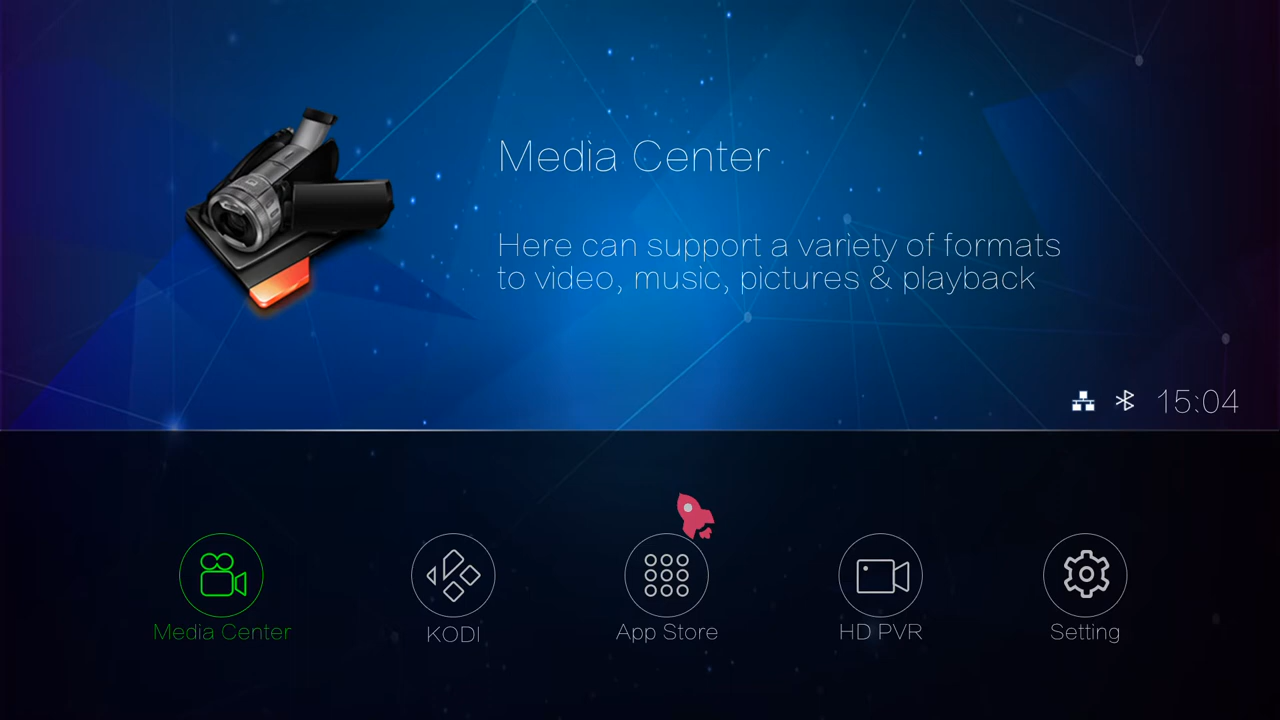 Media Center
Here can support a variety of formats
to video, music, pictures & playback
15:04
Media Center
KODI
App Store
HD PVR
Setting